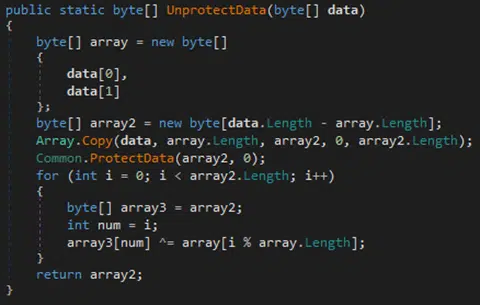 public static byte[] UnprotectData(byte[] data)
{
    byte[] array = new byte[]
    {
        data[0],
        data[1]
    };
    byte[] array2 = new byte[data.Length - array.Length];
    Array.Copy(data, array.Length, array2, 0, array2.Length);
    Common.ProtectData(array2, 0);
    for (int i = 0; i < array2.Length; i++)
    {
        byte[] array3 = array2;
        int num = i;
        array3[num] ^= array[i % array.Length];
    }
    return array2;
}